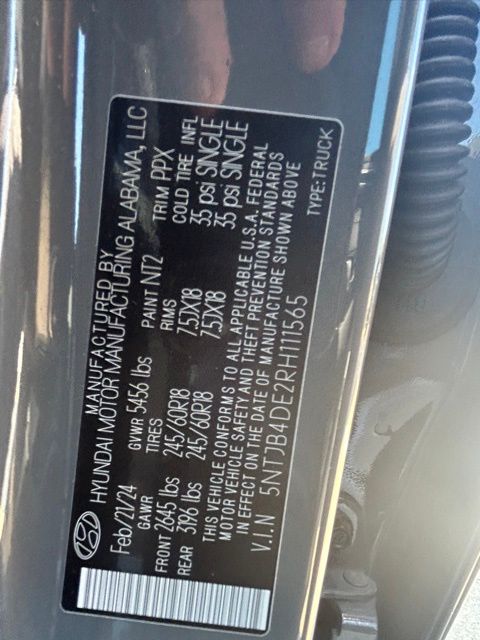 MANUFACTURED BY
HYUNDAI MOTOR MANUFACTURING ALABAMA, LLC
Feb/21/24 GVWR 5456 lbs PAINT NT2 TRIM PPX
GAWR TIRES RIMS COLD TIRE INFL
FRONT 2645 lbs 245/60R18 7.5JX18 35 psi SINGLE
REAR 3196 lbs 245/60R18 7.5JX18 35 psi SINGLE
THIS VEHICLE CONFORMS TO ALL APPLICABLE U.S.A. FEDERAL
MOTOR VEHICLE SAFETY AND THEFT PREVENTION STANDARDS
IN EFFECT ON THE DATE OF MANUFACTURE SHOWN ABOVE
V.I.N 5NTJB4DE2RH111565 TYPE:TRUCK